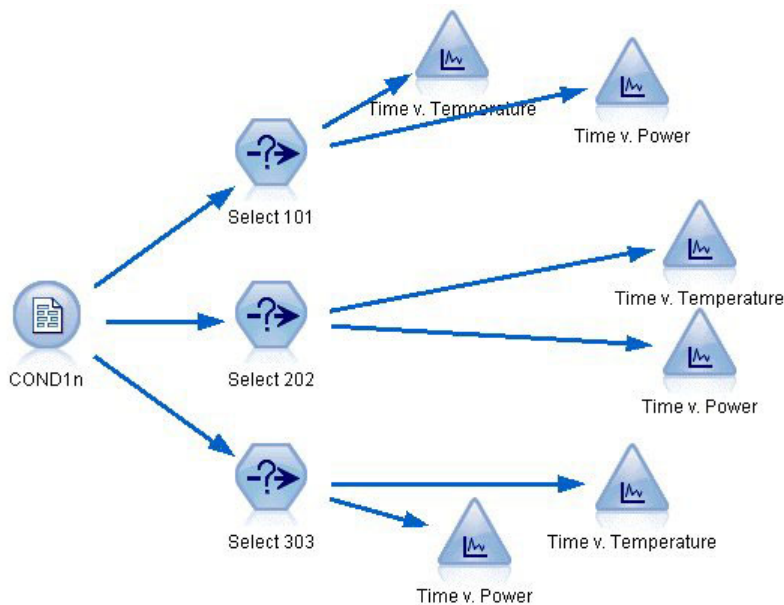 Time v. Temperature
Time v. Power
Select 101
Time v. Temperature
COND1n
Select 202
Time v. Power
Select 303
Time v. Temperature
Time v. Power